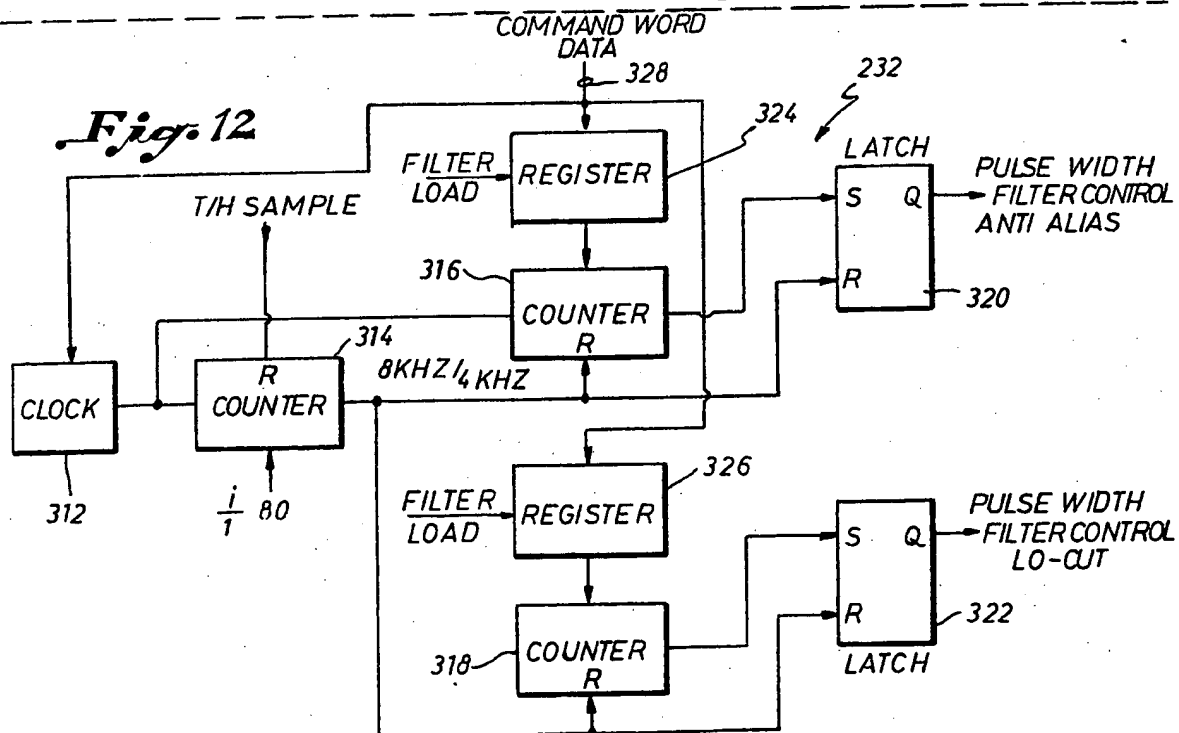 COMMAND WORD
DATA
328
232
Fig. 12
324
LATCH
FILTER
LOAD
REGISTER
PULSE WIDTH
FILTER CONTROL
ANTI ALIAS
T/H SAMPLE
S Q
316
COUNTER
R
R
320
314
8KHZ/4KHZ
CLOCK
R
COUNTER
312
i/1 80
326
FILTER
LOAD
REGISTER
PULSE WIDTH
FILTER CONTROL
LO-CUT
S Q
318
COUNTER
R
R
322
LATCH